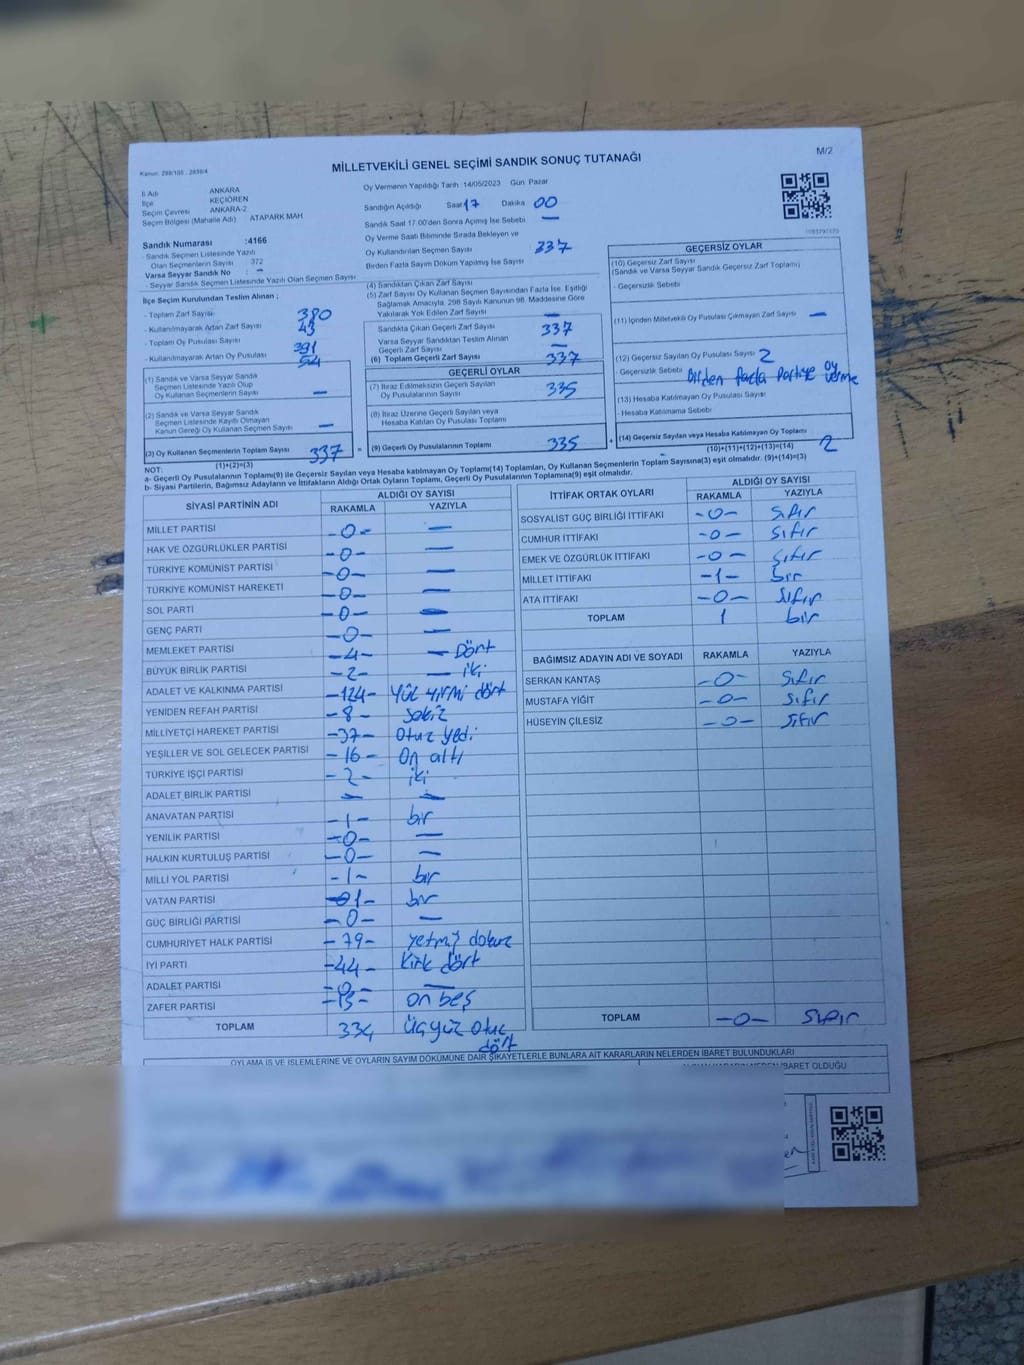 M/2
Kanun: 298/105 , 2839/4
MİLLETVEKİLİ GENEL SEÇİMİ SANDIK SONUÇ TUTANAĞI
İl Adı ANKARA
İlçe KEÇİÖREN
Seçim Çevresi ANKARA-2
Seçim Bölgesi (Mahalle Adı) ATAPARK MAH
Sandık Numarası :4166
- Sandık Seçmen Listesinde Yazılı
Olan Seçmenlerin Sayısı 372
Varsa Seyyar Sandık No : -
- Seyyar Sandık Seçmen Listesinde Yazılı Olan Seçmen Sayısı
İlçe Seçim Kurulundan Teslim Alınan ;
- Toplam Zarf Sayısı 380
- Kullanılmayarak Artan Zarf Sayısı 43
- Toplam Oy Pusulası Sayısı 391
- Kullanılmayarak Artan Oy Pusulası 54
(1) Sandık ve Varsa Seyyar Sandık
Seçmen Listesinde Yazılı Olup
Oy Kullanan Seçmenlerin Sayısı —
(2) Sandık ve Varsa Seyyar Sandık
Seçmen Listesinde Kayıtlı Olmayan
Kanun Gereği Oy Kullanan Seçmen Sayısı —
(3) Oy Kullanan Seçmenlerin Toplam Sayısı 337
(1)+(2)=(3)
Oy Vermenin Yapıldığı Tarih 14/05/2023 Gün Pazar
Sandığın Açıldığı Saat 17 Dakika 00
Sandık Saat 17:00'den Sonra Açılmış İse Sebebi —
Oy Verme Saati Bitiminde Sırada Bekleyen ve
Oy Kullandırılan Seçmen Sayısı 337
Birden Fazla Sayım Döküm Yapılmış İse Sayısı
(4) Sandıktan Çıkan Zarf Sayısı
(5) Zarf Sayısı Oy Kullanan Seçmen Sayısından Fazla İse, Eşitliği
Sağlamak Amacıyla, 298 Sayılı Kanunun 98. Maddesine Göre
Yakılarak Yok Edilen Zarf Sayısı
Sandıkta Çıkan Geçerli Zarf Sayısı 337
Varsa Seyyar Sandıktan Teslim Alınan
Geçerli Zarf Sayısı —
(6) Toplam Geçerli Zarf Sayısı 337
GEÇERLİ OYLAR
(7) İtiraz Edilmeksizin Geçerli Sayılan
Oy Pusulalarının Toplamı 335
(8) İtiraz Üzerine Geçerli Sayılan veya
Hesaba Katılan Oy Pusulaları Toplamı
= (9) Geçerli Oy Pusulalarının Toplamı 335 +
GEÇERSİZ OYLAR
(10) Geçersiz Zarf Sayısı
(Sandık ve Varsa Seyyar Sandık Geçersiz Zarf Toplamı)
- Geçersizlik Sebebi
(11) İçinden Milletvekili Oy Pusulası Çıkmayan Zarf Sayısı —
(12) Geçersiz Sayılan Oy Pusulası Sayısı 2
- Geçersizlik Sebebi Birden fazla Partiye oy verme
(13) Hesaba Katılmayan Oy Pusulası Sayısı
- Hesaba Katılmama Sebebi
(14) Geçersiz Sayılan veya Hesaba Katılmayan Oy Toplamı
(10)+(11)+(12)+(13)=(14) 2
NOT:
a- Geçerli Oy Pusulalarının Toplamı(9) ile Geçersiz Sayılan veya Hesaba katılmayan Oy Toplamı(14) Toplamları, Oy Kullanan Seçmenlerin Toplam Sayısına(3) eşit olmalıdır. (9)+(14)=(3)
b- Siyasi Partilerin, Bağımsız Adayların ve İttifakların Aldığı Ortak Oyların Toplamı, Geçerli Oy Pusulalarının Toplamına(9) eşit olmalıdır.
SİYASİ PARTİNİN ADI ALDIĞI OY SAYISI
RAKAMLA YAZIYLA
MİLLET PARTİSİ -0- —
HAK VE ÖZGÜRLÜKLER PARTİSİ -0- —
TÜRKİYE KOMÜNİST PARTİSİ -0- —
TÜRKİYE KOMÜNİST HAREKETİ -0- —
SOL PARTİ -0- —
GENÇ PARTİ -0- —
MEMLEKET PARTİSİ -4- — Dört
BÜYÜK BİRLİK PARTİSİ -2- — iki
ADALET VE KALKINMA PARTİSİ -124- Yüz yirmi dört
YENİDEN REFAH PARTİSİ -8- sekiz
MİLLİYETÇİ HAREKET PARTİSİ -37- Otuz yedi
YEŞİLLER VE SOL GELECEK PARTİSİ -16- On altı
TÜRKİYE İŞÇİ PARTİSİ -2- iki
ADALET BİRLİK PARTİSİ — —
ANAVATAN PARTİSİ -1- bir
YENİLİK PARTİSİ -0- —
HALKIN KURTULUŞ PARTİSİ -0- —
MİLLİ YOL PARTİSİ -1- bir
VATAN PARTİSİ -1- bir
GÜÇ BİRLİĞİ PARTİSİ -0- —
CUMHURİYET HALK PARTİSİ -79- yetmiş dokuz
İYİ PARTİ -44- Kırk dört
ADALET PARTİSİ -0- —
ZAFER PARTİSİ -15- on beş
TOPLAM 334 Üçyüz otuz dört
İTTİFAK ORTAK OYLARI ALDIĞI OY SAYISI
RAKAMLA YAZIYLA
SOSYALİST GÜÇ BİRLİĞİ İTTİFAKI -0- Sıfır
CUMHUR İTTİFAKI -0- Sıfır
EMEK VE ÖZGÜRLÜK İTTİFAKI -0- Sıfır
MİLLET İTTİFAKI -1- bir
ATA İTTİFAKI -0- Sıfır
TOPLAM 1 bir
BAĞIMSIZ ADAYIN ADI VE SOYADI RAKAMLA YAZIYLA
SERKAN KANTAŞ -0- Sıfır
MUSTAFA YİĞİT -0- Sıfır
HÜSEYİN ÇİLESİZ -0- Sıfır
TOPLAM -0- Sıfır
OYLAMA İŞ VE İŞLEMLERİNE VE OYLARIN SAYIM DÖKÜMÜNE DAİR ŞİKAYETLERLE BUNLARA AİT KARARLARIN NELERDEN İBARET BULUNDUKLARI
İBARET OLDUĞU